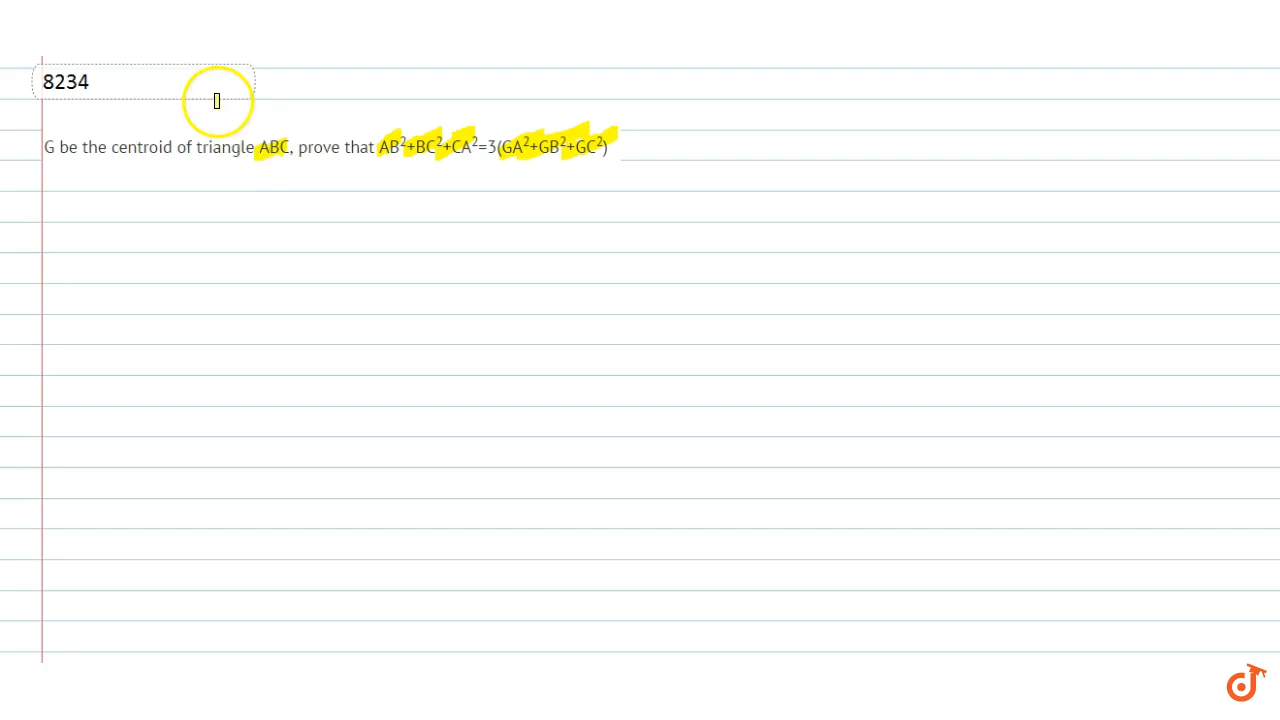 8234
G be the centroid of triangle ABC, prove that AB²+BC²+CA²=3(GA²+GB²+GC²)